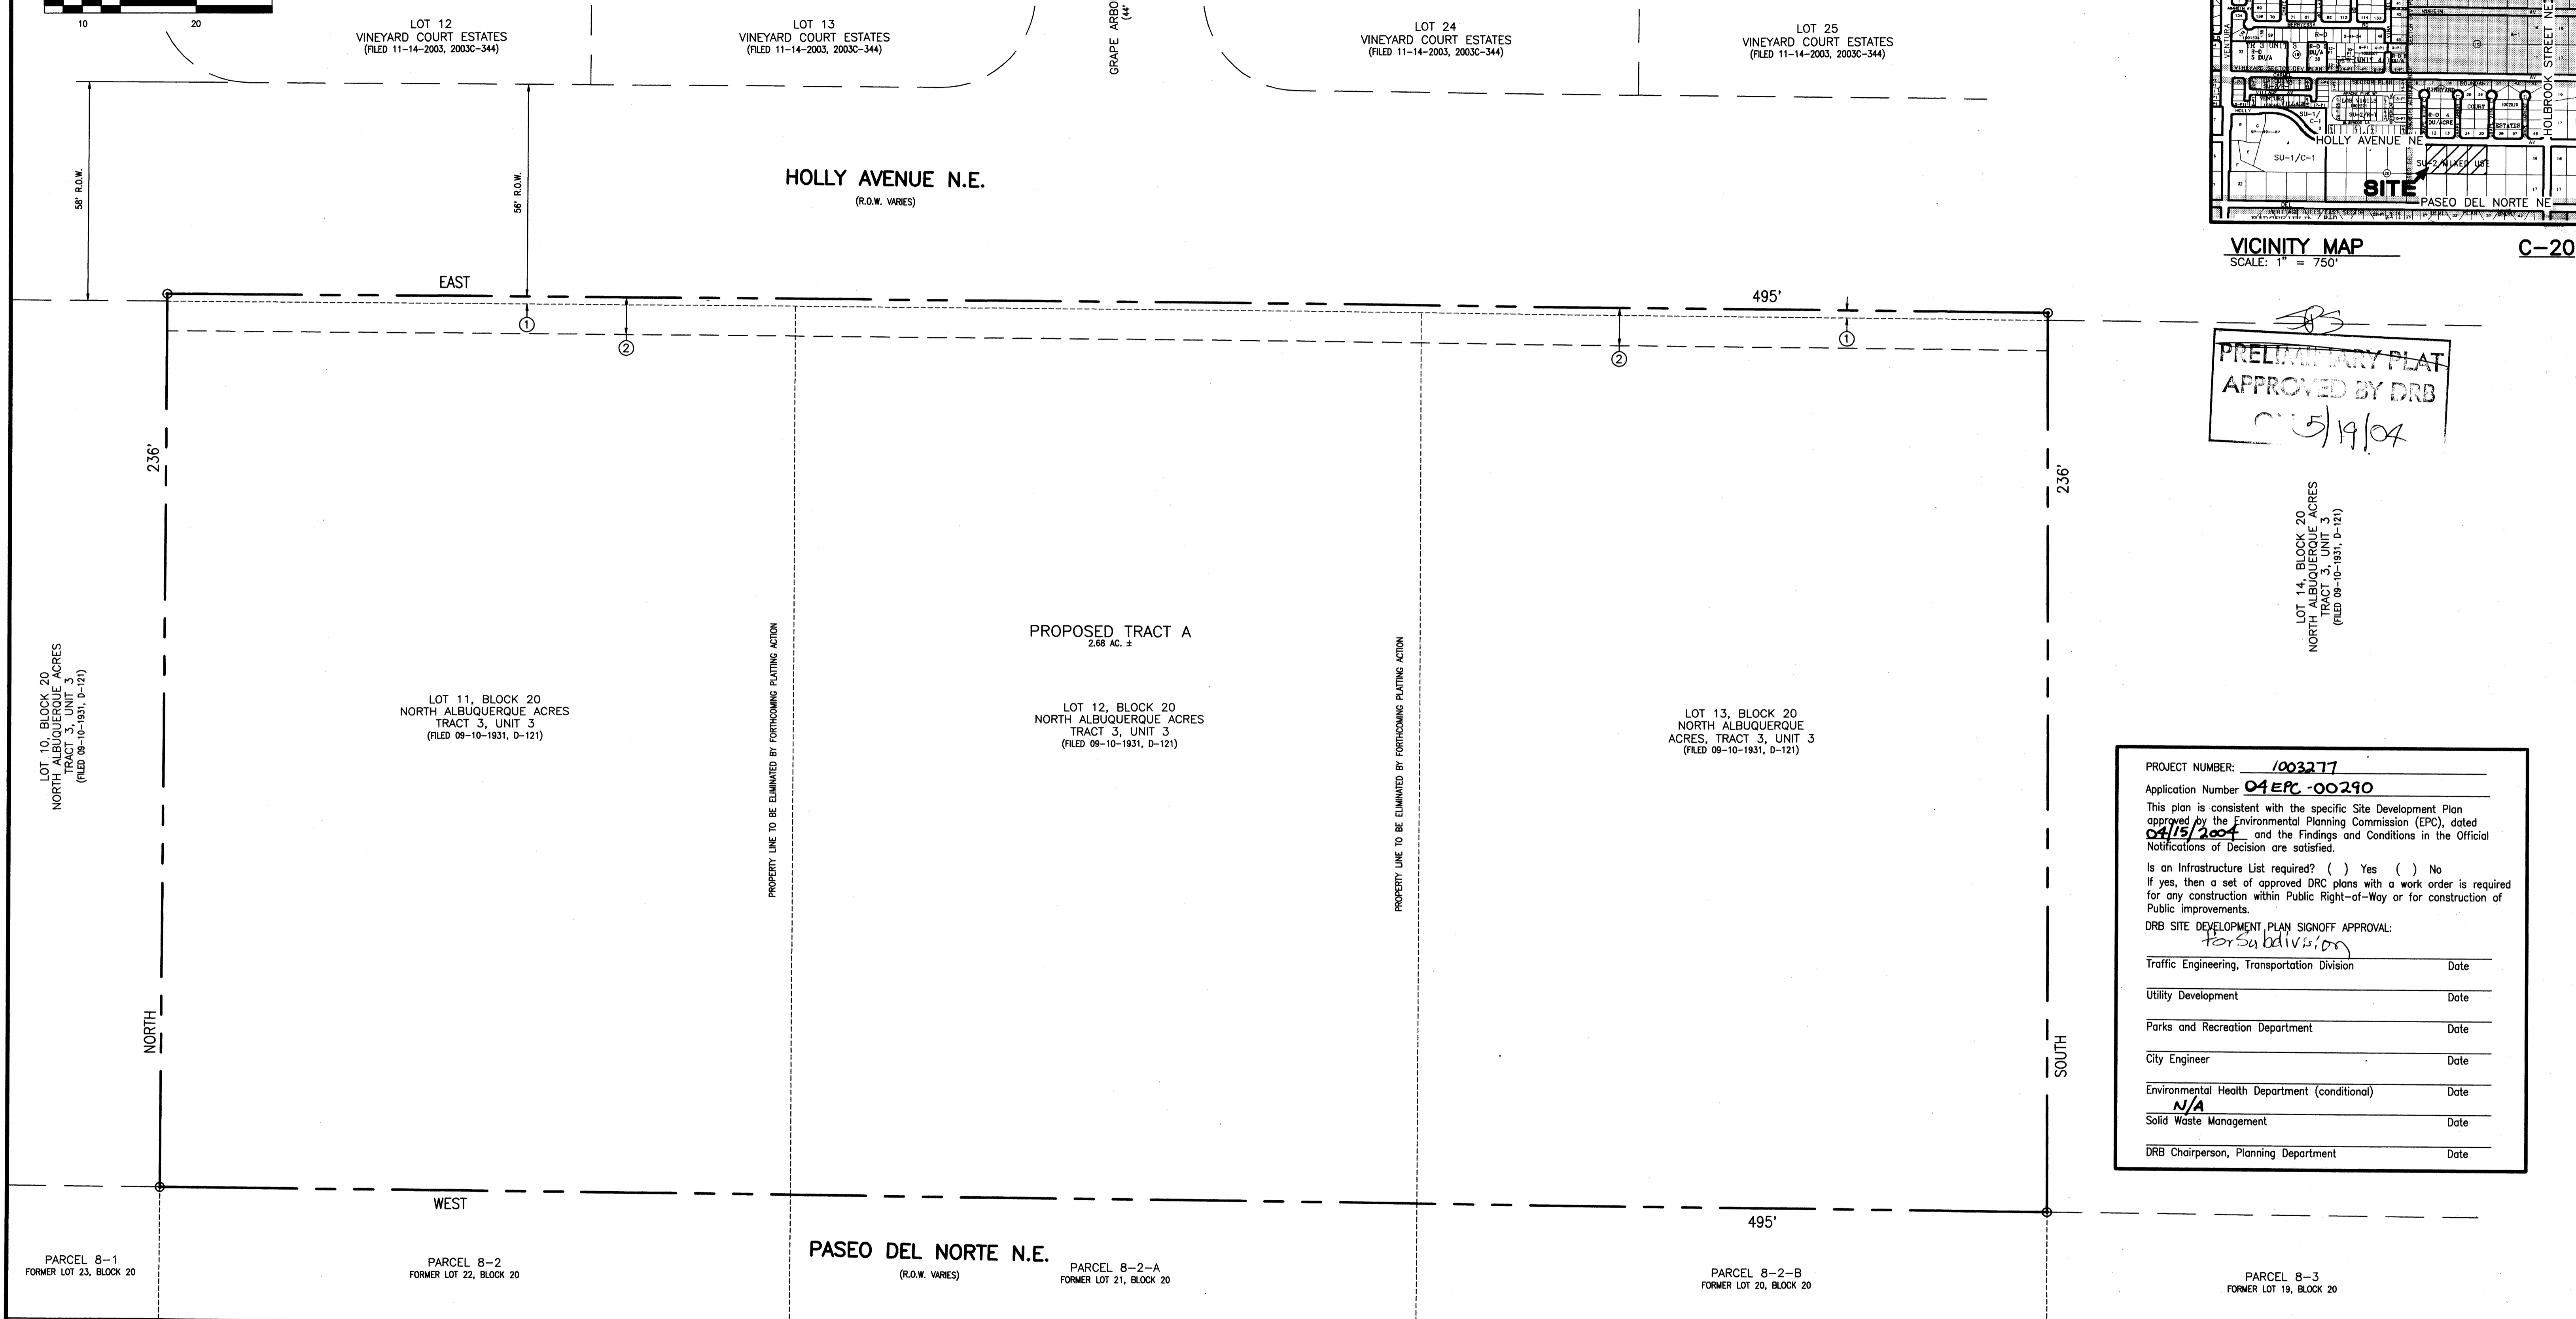 10 20
LOT 12
VINEYARD COURT ESTATES
(FILED 11-14-2003, 2003C-344)
LOT 13
VINEYARD COURT ESTATES
(FILED 11-14-2003, 2003C-344)
GRAPE ARBO
(44'
LOT 24
VINEYARD COURT ESTATES
(FILED 11-14-2003, 2003C-344)
LOT 25
VINEYARD COURT ESTATES
(FILED 11-14-2003, 2003C-344)
VENTURA
HOLBROOK STREET NE
HOLLY AVENUE NE
SU-1/C-1
SU-2/MIXED USE
COURT
ESTATES
SITE
PASEO DEL NORTE NE
VICINITY MAP
C-20
SCALE: 1" = 750'
58' R.O.W.
56' R.O.W.
HOLLY AVENUE N.E.
(R.O.W. VARIES)
EAST
495'
1
2
2
1
PRELIMINARY PLAT
APPROVED BY DRB
5/19/04
236'
236'
NORTH
SOUTH
LOT 10, BLOCK 20
NORTH ALBUQUERQUE ACRES
TRACT 3, UNIT 3
(FILED 09-10-1931, D-121)
LOT 11, BLOCK 20
NORTH ALBUQUERQUE ACRES
TRACT 3, UNIT 3
(FILED 09-10-1931, D-121)
PROPERTY LINE TO BE ELIMINATED BY FORTHCOMING PLATTING ACTION
PROPOSED TRACT A
2.68 AC. ±
LOT 12, BLOCK 20
NORTH ALBUQUERQUE ACRES
TRACT 3, UNIT 3
(FILED 09-10-1931, D-121)
PROPERTY LINE TO BE ELIMINATED BY FORTHCOMING PLATTING ACTION
LOT 13, BLOCK 20
NORTH ALBUQUERQUE
ACRES, TRACT 3, UNIT 3
(FILED 09-10-1931, D-121)
LOT 14, BLOCK 20
NORTH ALBUQUERQUE ACRES
TRACT 3, UNIT 3
(FILED 09-10-1931, D-121)
PROJECT NUMBER: 1003277
Application Number 04EPC-00290
This plan is consistent with the specific Site Development Plan
approved by the Environmental Planning Commission (EPC), dated
04/15/2004 and the Findings and Conditions in the Official
Notifications of Decision are satisfied.
Is an Infrastructure List required? ( ) Yes ( ) No
If yes, then a set of approved DRC plans with a work order is required
for any construction within Public Right-of-Way or for construction of
Public improvements.
DRB SITE DEVELOPMENT PLAN SIGNOFF APPROVAL:
for Subdivision
Traffic Engineering, Transportation Division Date
Utility Development Date
Parks and Recreation Department Date
City Engineer Date
Environmental Health Department (conditional) Date
N/A
Solid Waste Management Date
DRB Chairperson, Planning Department Date
WEST
495'
PASEO DEL NORTE N.E.
(R.O.W. VARIES)
PARCEL 8-1
FORMER LOT 23, BLOCK 20
PARCEL 8-2
FORMER LOT 22, BLOCK 20
PARCEL 8-2-A
FORMER LOT 21, BLOCK 20
PARCEL 8-2-B
FORMER LOT 20, BLOCK 20
PARCEL 8-3
FORMER LOT 19, BLOCK 20